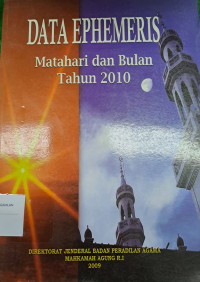 DATA EPHEMERIS
Matahari dan Bulan
Tahun 2010
DIREKTORAT JENDERAL BADAN PERADILAN AGAMA
MAHKAMAH AGUNG R.I
2009